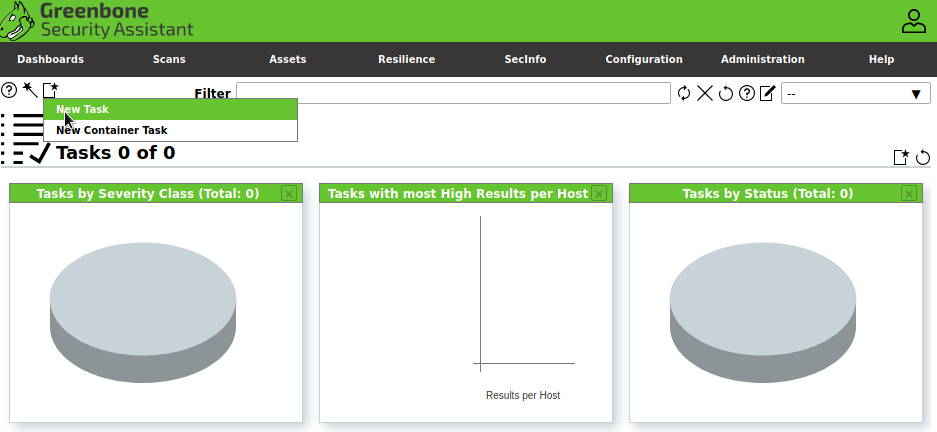 Greenbone
Security Assistant
Dashboards Scans Assets Resilience SecInfo Configuration Administration Help
Filter --
New Task
New Container Task
Tasks 0 of 0
Tasks by Severity Class (Total: 0)
Tasks with most High Results per Host
Tasks by Status (Total: 0)
Results per Host